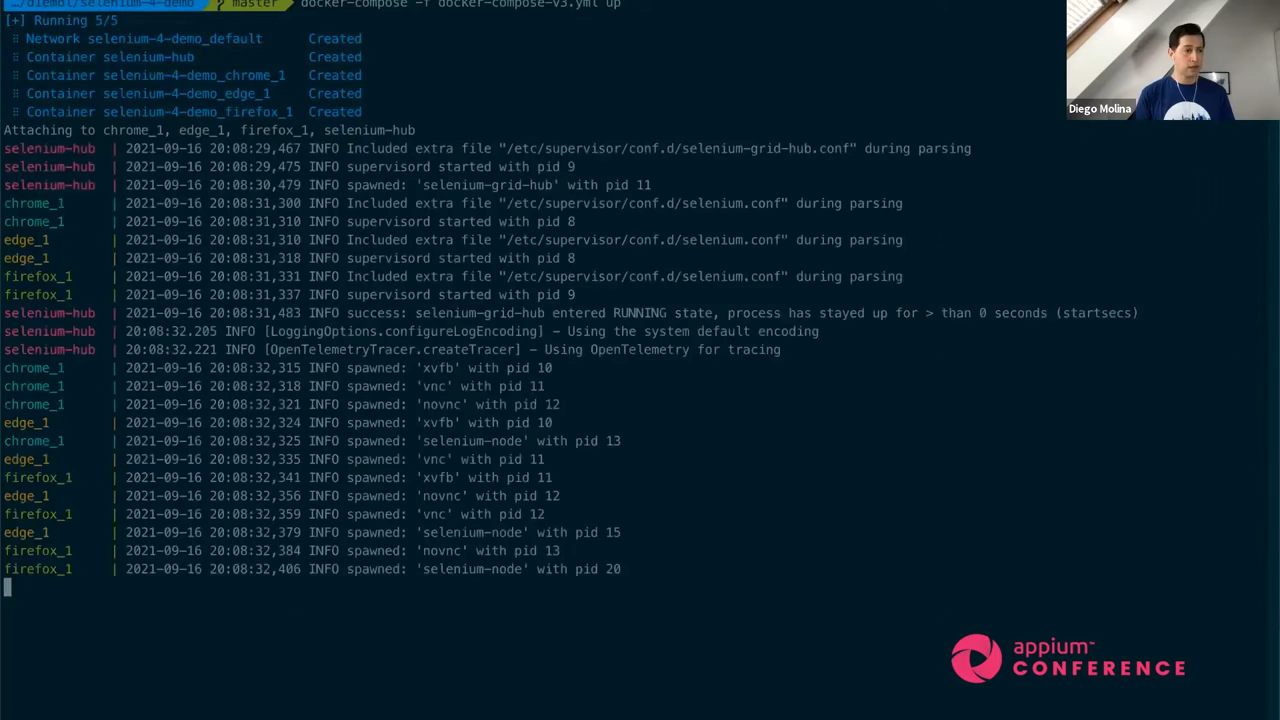 …/diemol/selenium-4-demo master docker-compose -f docker-compose-v3.yml up
[+] Running 5/5
⠿ Network selenium-4-demo_default Created
⠿ Container selenium-hub Created
⠿ Container selenium-4-demo_chrome_1 Created
⠿ Container selenium-4-demo_edge_1 Created
⠿ Container selenium-4-demo_firefox_1 Created
Attaching to chrome_1, edge_1, firefox_1, selenium-hub
selenium-hub | 2021-09-16 20:08:29,467 INFO Included extra file "/etc/supervisor/conf.d/selenium-grid-hub.conf" during parsing
selenium-hub | 2021-09-16 20:08:29,475 INFO supervisord started with pid 9
selenium-hub | 2021-09-16 20:08:30,479 INFO spawned: 'selenium-grid-hub' with pid 11
chrome_1 | 2021-09-16 20:08:31,300 INFO Included extra file "/etc/supervisor/conf.d/selenium.conf" during parsing
chrome_1 | 2021-09-16 20:08:31,310 INFO supervisord started with pid 8
edge_1 | 2021-09-16 20:08:31,310 INFO Included extra file "/etc/supervisor/conf.d/selenium.conf" during parsing
edge_1 | 2021-09-16 20:08:31,318 INFO supervisord started with pid 8
firefox_1 | 2021-09-16 20:08:31,331 INFO Included extra file "/etc/supervisor/conf.d/selenium.conf" during parsing
firefox_1 | 2021-09-16 20:08:31,337 INFO supervisord started with pid 9
selenium-hub | 2021-09-16 20:08:31,483 INFO success: selenium-grid-hub entered RUNNING state, process has stayed up for > than 0 seconds (startsecs)
selenium-hub | 20:08:32.205 INFO [LoggingOptions.configureLogEncoding] - Using the system default encoding
selenium-hub | 20:08:32.221 INFO [OpenTelemetryTracer.createTracer] - Using OpenTelemetry for tracing
chrome_1 | 2021-09-16 20:08:32,315 INFO spawned: 'xvfb' with pid 10
chrome_1 | 2021-09-16 20:08:32,318 INFO spawned: 'vnc' with pid 11
chrome_1 | 2021-09-16 20:08:32,321 INFO spawned: 'novnc' with pid 12
edge_1 | 2021-09-16 20:08:32,324 INFO spawned: 'xvfb' with pid 10
chrome_1 | 2021-09-16 20:08:32,325 INFO spawned: 'selenium-node' with pid 13
edge_1 | 2021-09-16 20:08:32,335 INFO spawned: 'vnc' with pid 11
firefox_1 | 2021-09-16 20:08:32,341 INFO spawned: 'xvfb' with pid 11
edge_1 | 2021-09-16 20:08:32,356 INFO spawned: 'novnc' with pid 12
firefox_1 | 2021-09-16 20:08:32,359 INFO spawned: 'vnc' with pid 12
edge_1 | 2021-09-16 20:08:32,379 INFO spawned: 'selenium-node' with pid 15
firefox_1 | 2021-09-16 20:08:32,384 INFO spawned: 'novnc' with pid 13
firefox_1 | 2021-09-16 20:08:32,406 INFO spawned: 'selenium-node' with pid 20
Diego Molina
appium™
CONFERENCE